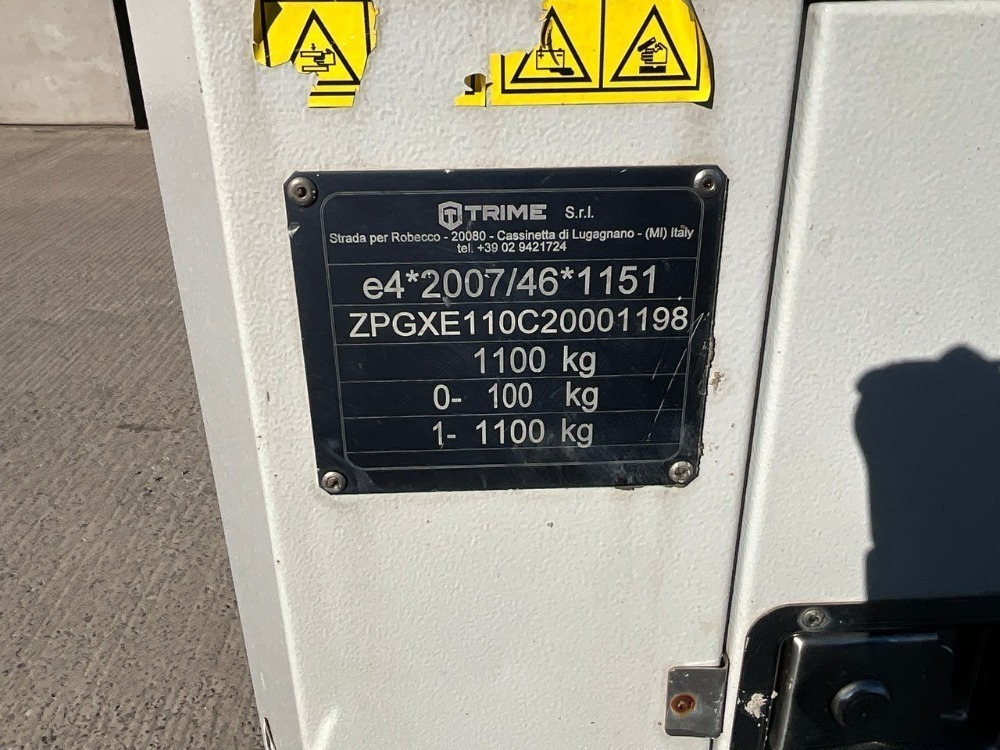 TRIME S.r.l.
Strada per Robecco - 20080 - Cassinetta di Lugagnano - (MI) Italy
tel. +39 02 9421724
e4*2007/46*1151
ZPGXE110C20001198
1100 kg
0- 100 kg
1- 1100 kg